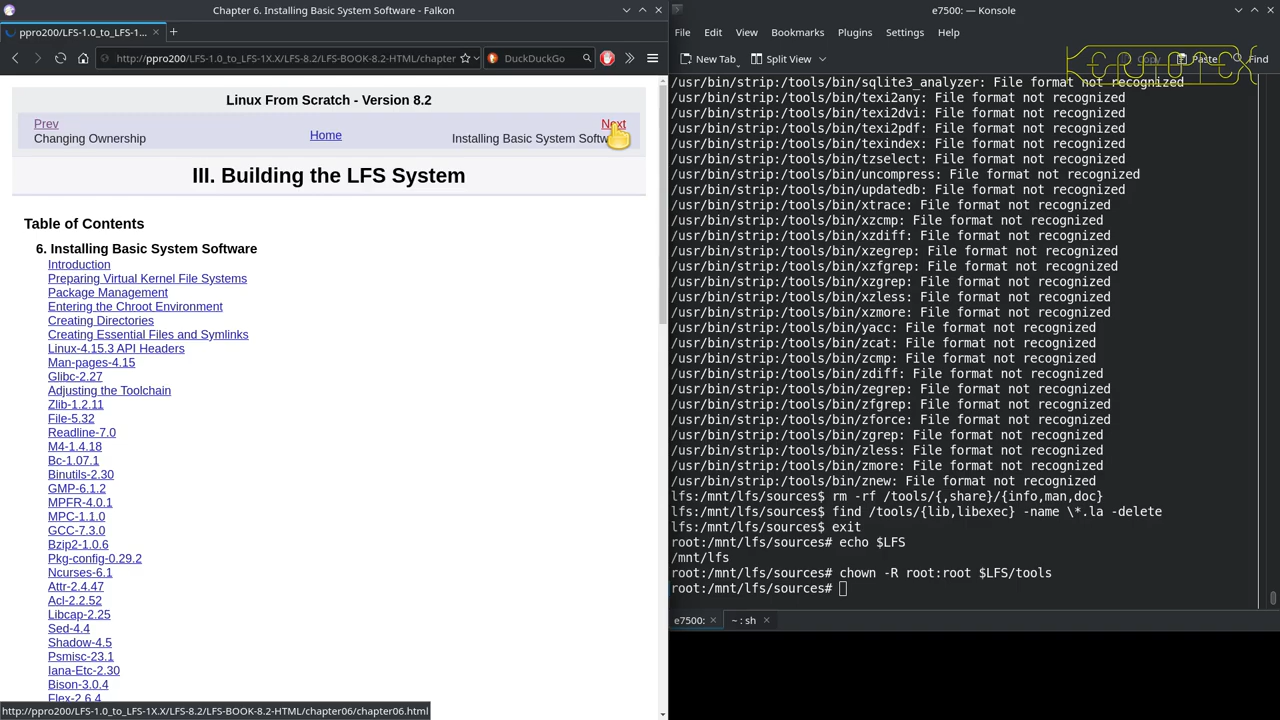 Chapter 6. Installing Basic System Software - Falkon
ppro200/LFS-1.0_to_LFS-1...
http://ppro200/LFS-1.0_to_LFS-1X.X/LFS-8.2/LFS-BOOK-8.2-HTML/chapter
DuckDuckGo
Linux From Scratch - Version 8.2
Prev
Next
Home
Changing Ownership
Installing Basic System Softw
III. Building the LFS System
Table of Contents
6. Installing Basic System Software
Introduction
Preparing Virtual Kernel File Systems
Package Management
Entering the Chroot Environment
Creating Directories
Creating Essential Files and Symlinks
Linux-4.15.3 API Headers
Man-pages-4.15
Glibc-2.27
Adjusting the Toolchain
Zlib-1.2.11
File-5.32
Readline-7.0
M4-1.4.18
Bc-1.07.1
Binutils-2.30
GMP-6.1.2
MPFR-4.0.1
MPC-1.1.0
GCC-7.3.0
Bzip2-1.0.6
Pkg-config-0.29.2
Ncurses-6.1
Attr-2.4.47
Acl-2.2.52
Libcap-2.25
Sed-4.4
Shadow-4.5
Psmisc-23.1
Iana-Etc-2.30
Bison-3.0.4
Flex-2.6.4
http://ppro200/LFS-1.0_to_LFS-1X.X/LFS-8.2/LFS-BOOK-8.2-HTML/chapter06/chapter06.html
e7500: — Konsole
File Edit View Bookmarks Plugins Settings Help
New Tab Split View Copy Paste Find
/usr/bin/strip:/tools/bin/sqlite3_analyzer: File format not recognized
/usr/bin/strip:/tools/bin/texi2any: File format not recognized
/usr/bin/strip:/tools/bin/texi2dvi: File format not recognized
/usr/bin/strip:/tools/bin/texi2pdf: File format not recognized
/usr/bin/strip:/tools/bin/texindex: File format not recognized
/usr/bin/strip:/tools/bin/tzselect: File format not recognized
/usr/bin/strip:/tools/bin/uncompress: File format not recognized
/usr/bin/strip:/tools/bin/updatedb: File format not recognized
/usr/bin/strip:/tools/bin/xtrace: File format not recognized
/usr/bin/strip:/tools/bin/xzcmp: File format not recognized
/usr/bin/strip:/tools/bin/xzdiff: File format not recognized
/usr/bin/strip:/tools/bin/xzegrep: File format not recognized
/usr/bin/strip:/tools/bin/xzfgrep: File format not recognized
/usr/bin/strip:/tools/bin/xzgrep: File format not recognized
/usr/bin/strip:/tools/bin/xzless: File format not recognized
/usr/bin/strip:/tools/bin/xzmore: File format not recognized
/usr/bin/strip:/tools/bin/yacc: File format not recognized
/usr/bin/strip:/tools/bin/zcat: File format not recognized
/usr/bin/strip:/tools/bin/zcmp: File format not recognized
/usr/bin/strip:/tools/bin/zdiff: File format not recognized
/usr/bin/strip:/tools/bin/zegrep: File format not recognized
/usr/bin/strip:/tools/bin/zfgrep: File format not recognized
/usr/bin/strip:/tools/bin/zforce: File format not recognized
/usr/bin/strip:/tools/bin/zgrep: File format not recognized
/usr/bin/strip:/tools/bin/zless: File format not recognized
/usr/bin/strip:/tools/bin/zmore: File format not recognized
/usr/bin/strip:/tools/bin/znew: File format not recognized
lfs:/mnt/lfs/sources$ rm -rf /tools/{,share}/{info,man,doc}
lfs:/mnt/lfs/sources$ find /tools/{lib,libexec} -name \*.la -delete
lfs:/mnt/lfs/sources$ exit
root:/mnt/lfs/sources# echo $LFS
/mnt/lfs
root:/mnt/lfs/sources# chown -R root:root $LFS/tools
root:/mnt/lfs/sources#
e7500:
~ : sh